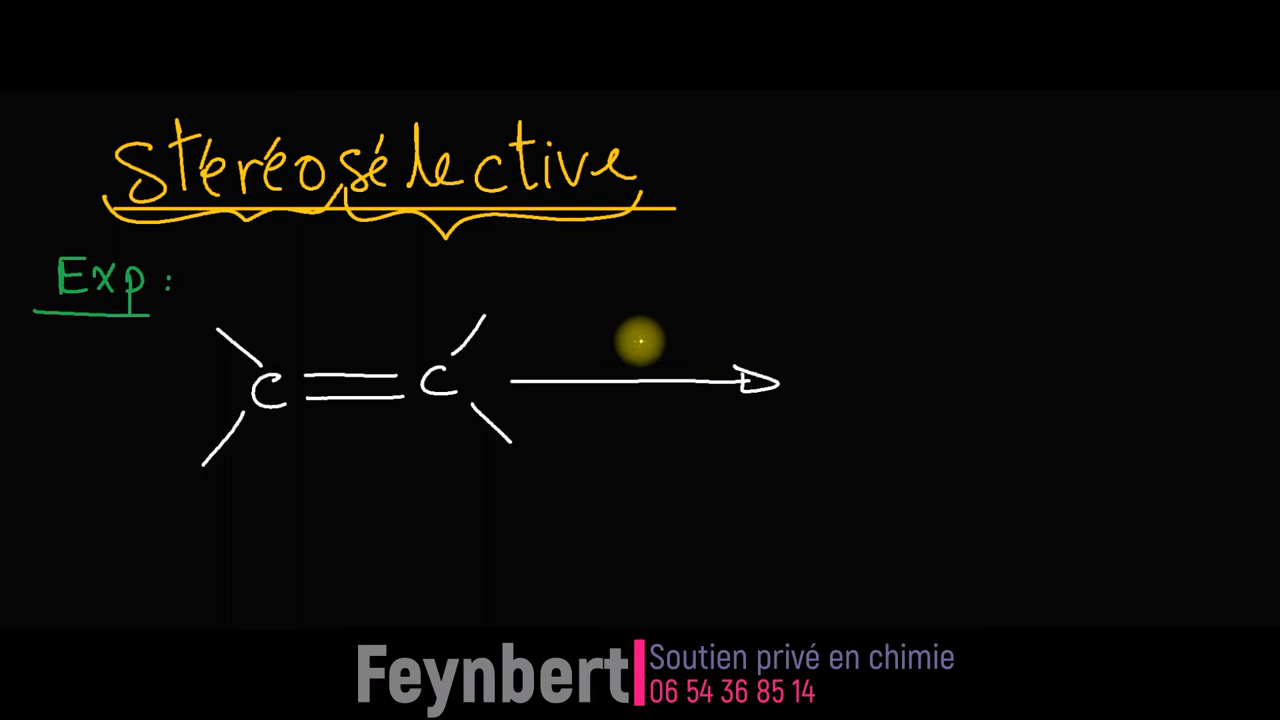 Stéréosélective
Exp :
C = C
Feynbert
Soutien privé en chimie
06 54 36 85 14